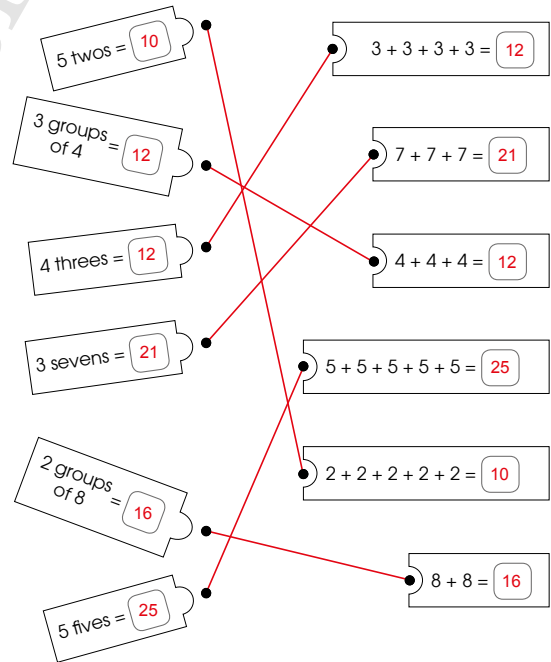 5 twos = 10
3 + 3 + 3 + 3 = 12
3 groups
of 4 = 12
7 + 7 + 7 = 21
4 threes = 12
4 + 4 + 4 = 12
3 sevens = 21
5 + 5 + 5 + 5 + 5 = 25
2 groups
of 8 = 16
2 + 2 + 2 + 2 + 2 = 10
8 + 8 = 16
5 fives = 25